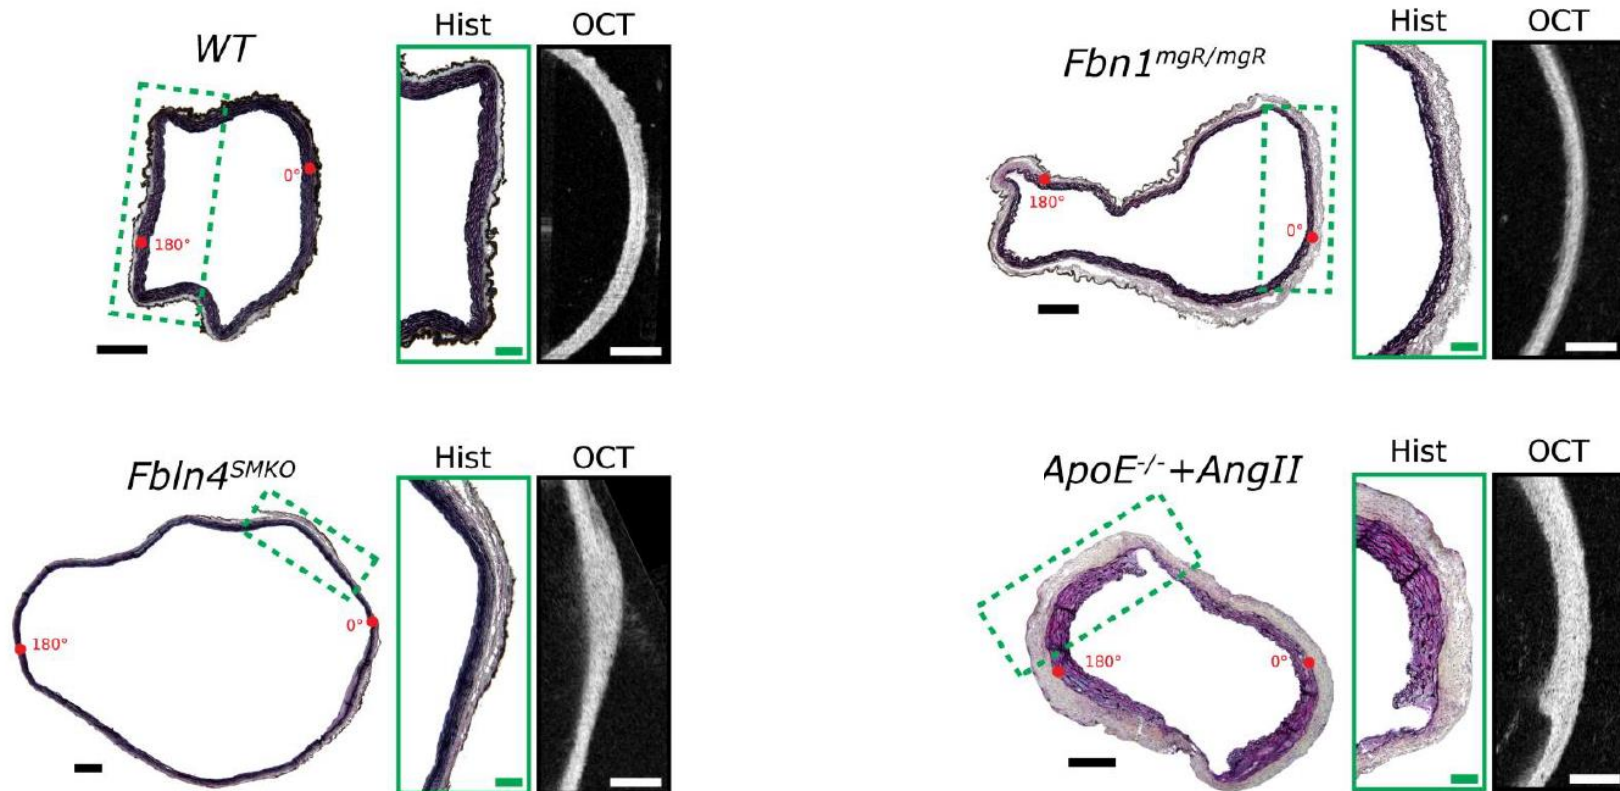 WT
Hist
OCT
0°
180°
Fbn1mgR/mgR
Hist
OCT
180°
0°
Fbln4SMKO
Hist
OCT
0°
180°
ApoE-/-+AngII
Hist
OCT
180°
0°